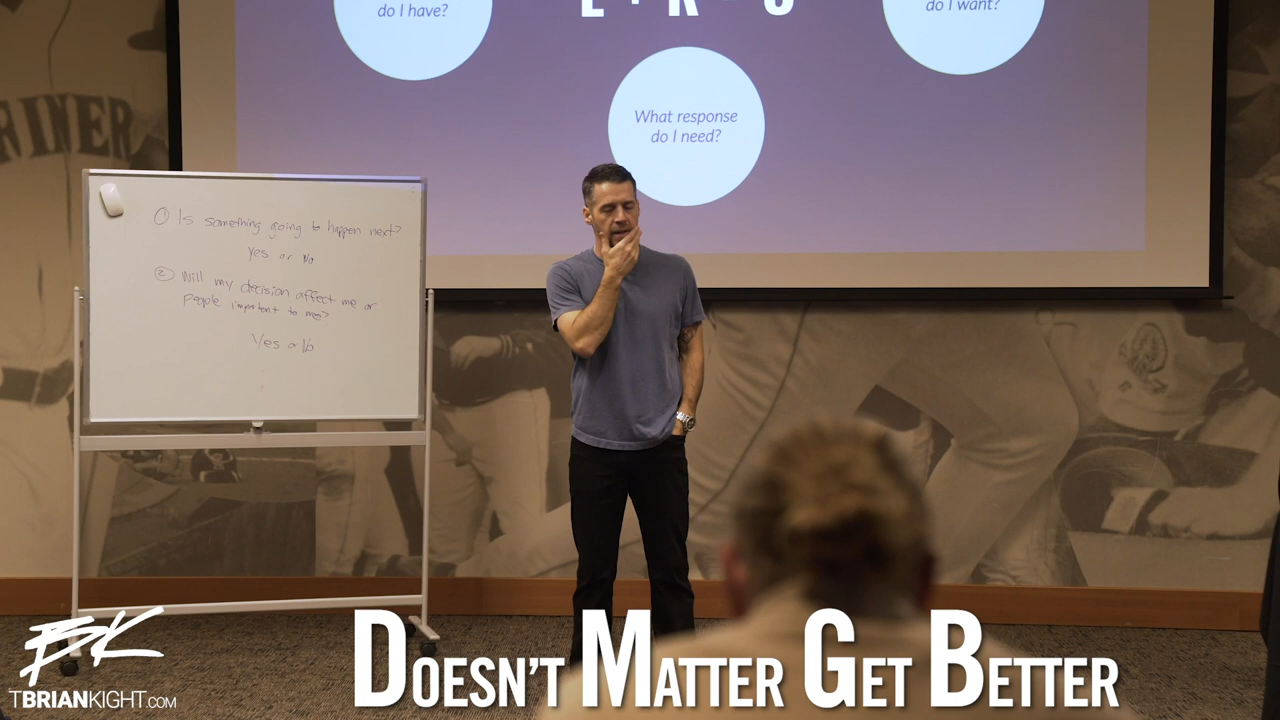 do I have?
E + R = O
do I want?
What response
do I need?
RINER
① Is something going to happen next?
Yes or No
② Will my decision affect me or
people important to me?
Yes or No
BK
TBRIANKIGHT.COM
DOESN'T MATTER GET BETTER